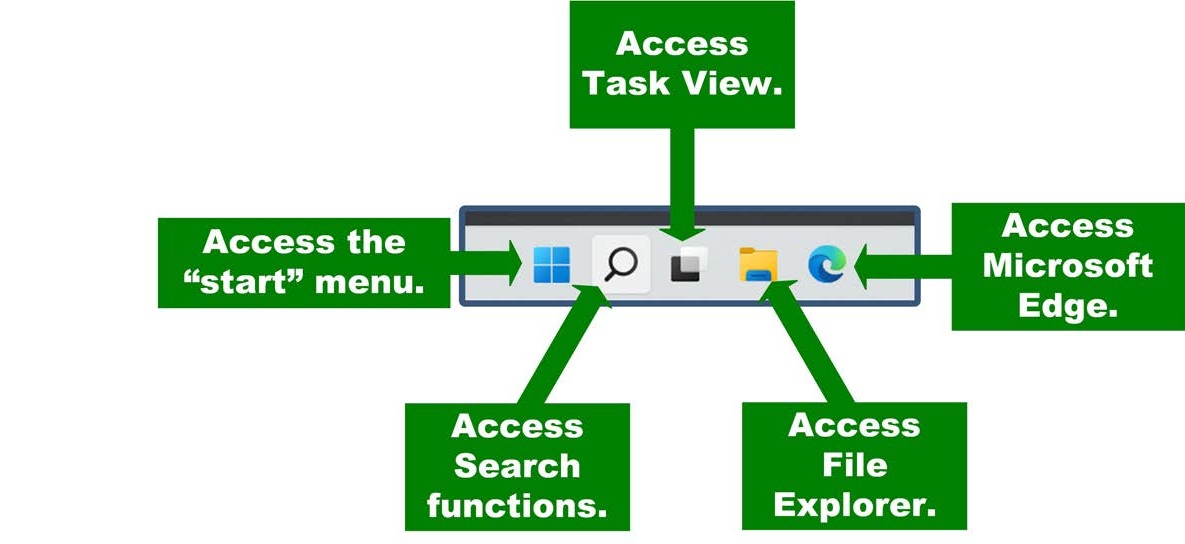 Access
Task View.
Access the
“start” menu.
Access
Microsoft
Edge.
Access
Search
functions.
Access
File
Explorer.